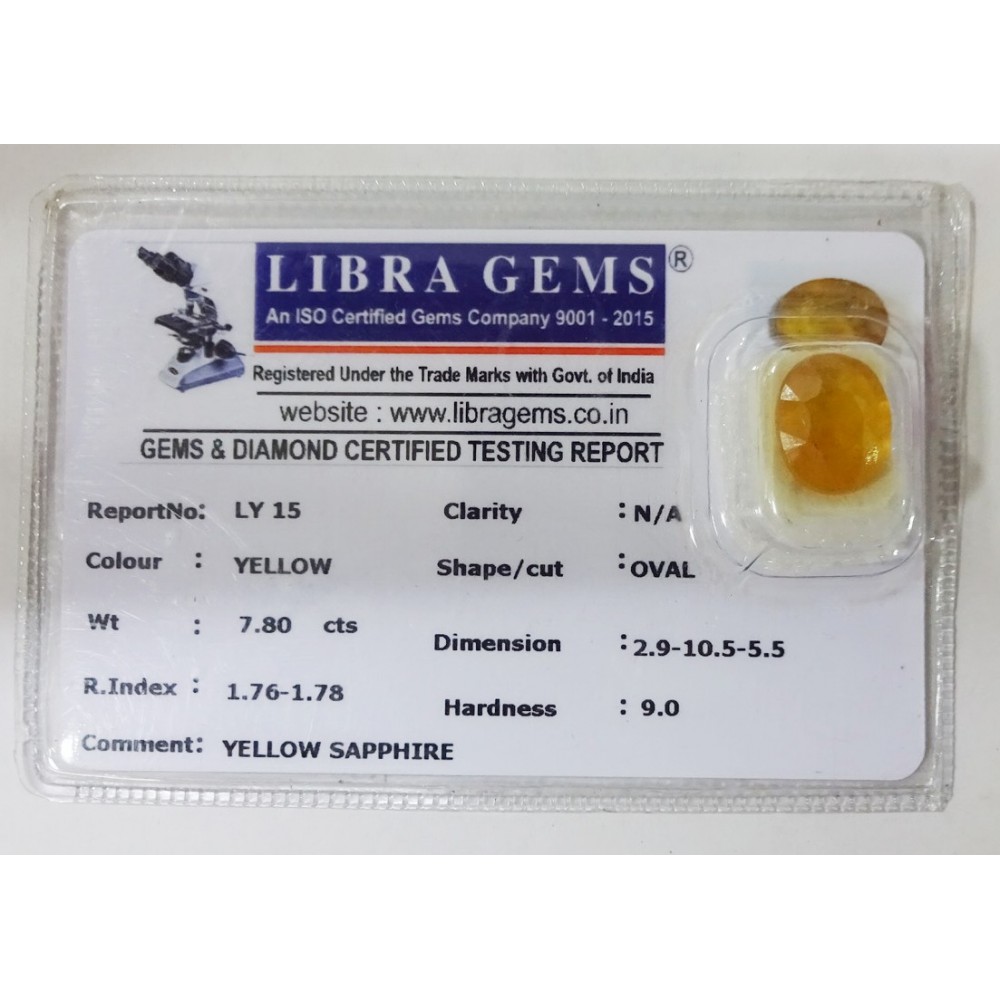 LIBRA GEMS ®
An ISO Certified Gems Company 9001 - 2015
Registered Under the Trade Marks with Govt. of India
website : www.libragems.co.in
GEMS & DIAMOND CERTIFIED TESTING REPORT
ReportNo: LY 15 Clarity : N/A
Colour : YELLOW Shape/cut : OVAL
Wt : 7.80 cts Dimension : 2.9-10.5-5.5
R.Index : 1.76-1.78 Hardness : 9.0
Comment: YELLOW SAPPHIRE